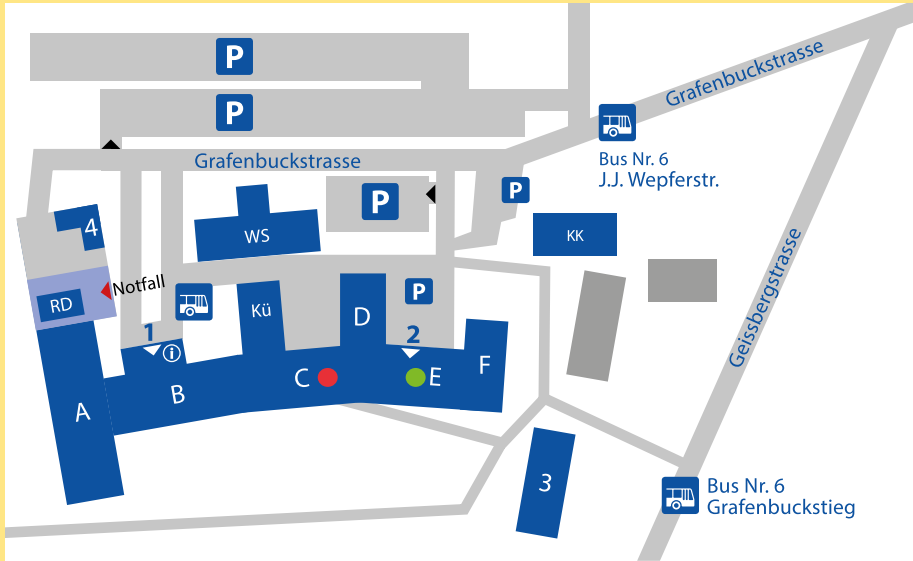 P
P
Grafenbuckstrasse
Grafenbuckstrasse
Bus Nr. 6
J.J. Wepferstr.
P
P
4
WS
KK
RD
Notfall
Kü
P
D
1
i
2
F
C
E
B
A
3
Geissbergstrasse
Bus Nr. 6
Grafenbuckstieg